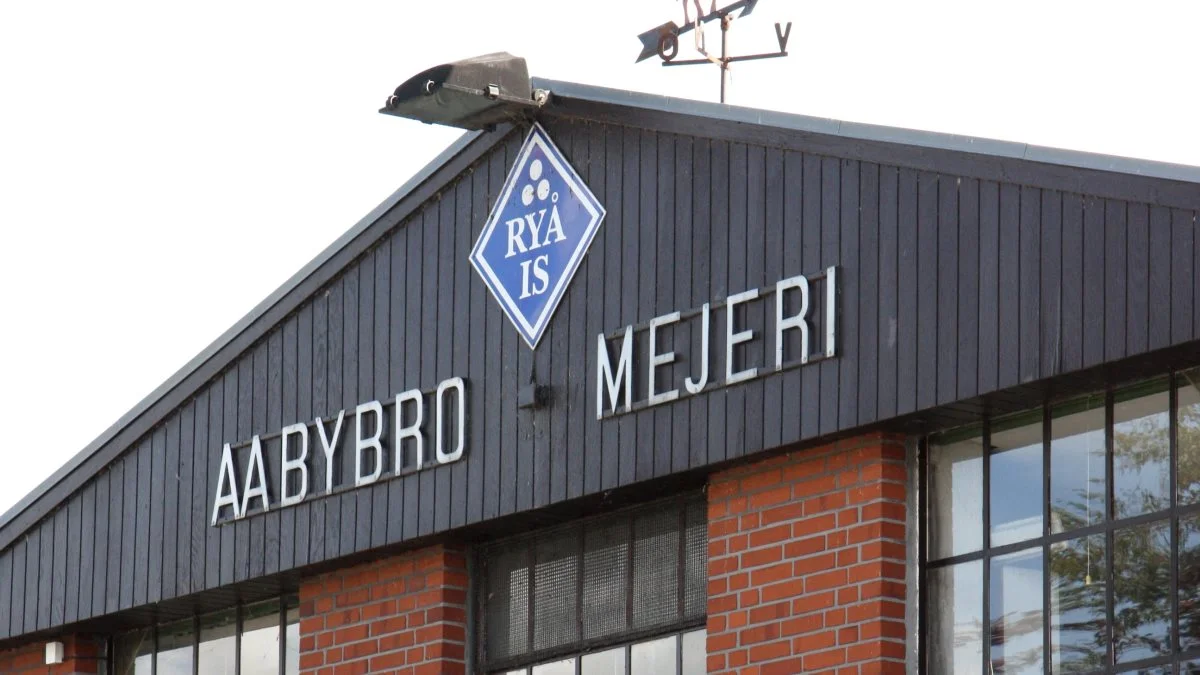 O V
RYÅ
IS
AABYBRO MEJERI